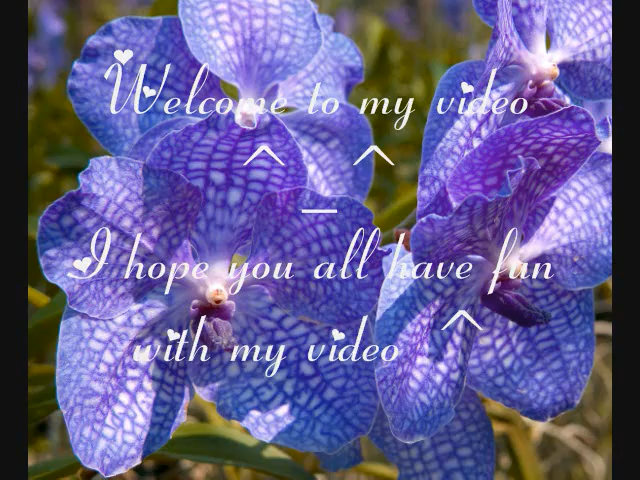 Welcome to my video
^ ^
_
I hope you all have fun
^
with my video